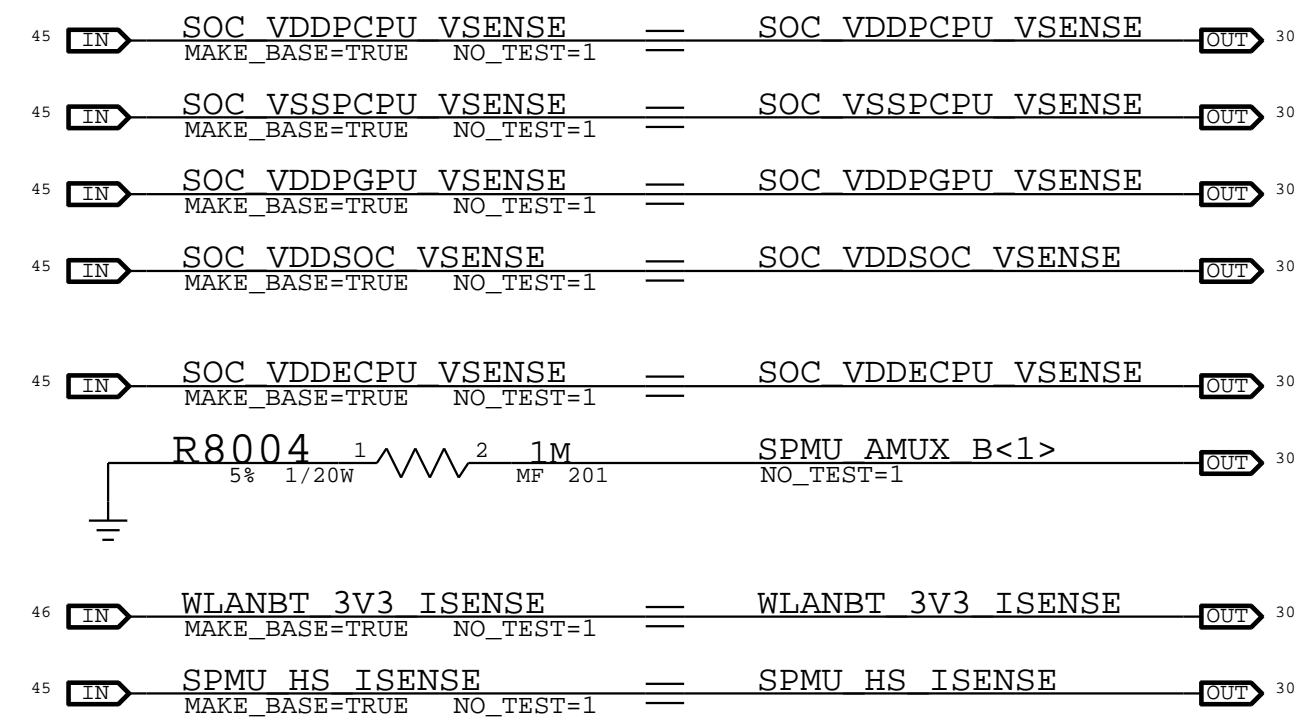 45 IN SOC_VDDPCPU_VSENSE SOC_VDDPCPU_VSENSE OUT 30
MAKE_BASE=TRUE NO_TEST=1
45 IN SOC_VSSPCPU_VSENSE SOC_VSSPCPU_VSENSE OUT 30
MAKE_BASE=TRUE NO_TEST=1
45 IN SOC_VDDPGPU_VSENSE SOC_VDDPGPU_VSENSE OUT 30
MAKE_BASE=TRUE NO_TEST=1
45 IN SOC_VDDSOC_VSENSE SOC_VDDSOC_VSENSE OUT 30
MAKE_BASE=TRUE NO_TEST=1
45 IN SOC_VDDECPU_VSENSE SOC_VDDECPU_VSENSE OUT 30
MAKE_BASE=TRUE NO_TEST=1
R8004 1 2 1M SPMU_AMUX_B<1> OUT 30
5% 1/20W MF 201 NO_TEST=1
46 IN WLANBT_3V3_ISENSE WLANBT_3V3_ISENSE OUT 30
MAKE_BASE=TRUE NO_TEST=1
45 IN SPMU_HS_ISENSE SPMU_HS_ISENSE OUT 30
MAKE_BASE=TRUE NO_TEST=1